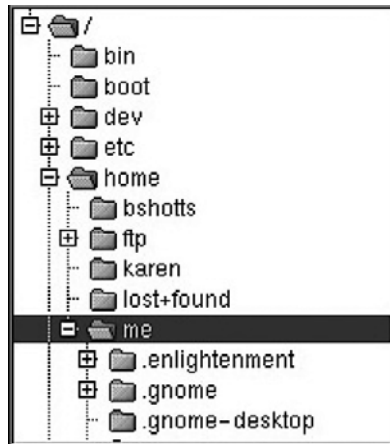 /
bin
boot
dev
etc
home
bshotts
ftp
karen
lost+found
me
.enlightenment
.gnome
.gnome-desktop